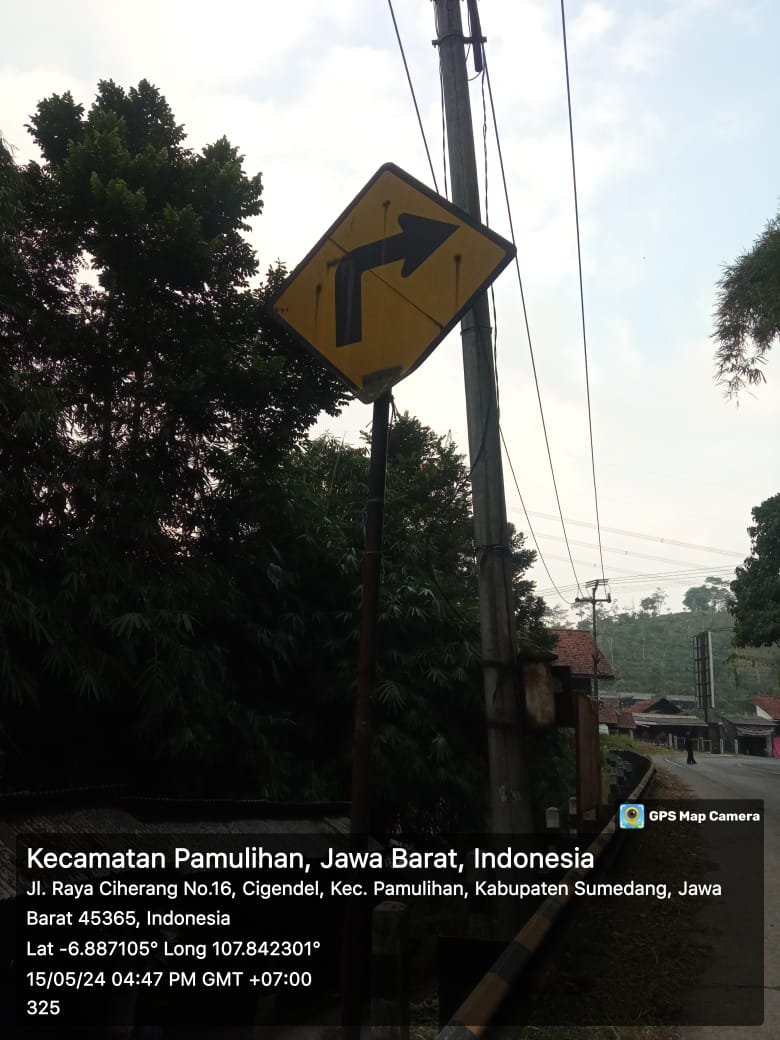 GPS Map Camera
Kecamatan Pamulihan, Jawa Barat, Indonesia
Jl. Raya Ciherang No.16, Cigendel, Kec. Pamulihan, Kabupaten Sumedang, Jawa
Barat 45365, Indonesia
Lat -6.887105° Long 107.842301°
15/05/24 04:47 PM GMT +07:00
325